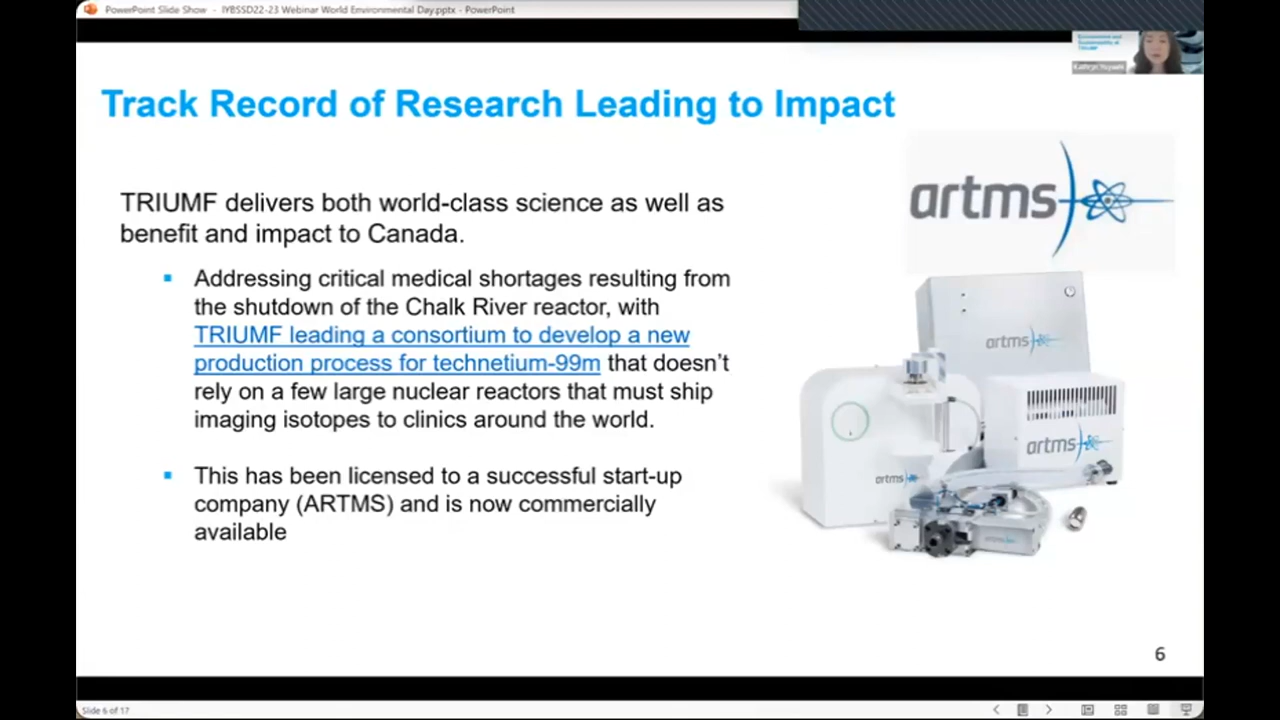 PowerPoint Slide Show - IYBSSD22-23 Webinar World Environmental Day.pptx - PowerPoint
Track Record of Research Leading to Impact
artms
TRIUMF delivers both world-class science as well as
benefit and impact to Canada.
▪ Addressing critical medical shortages resulting from
the shutdown of the Chalk River reactor, with
TRIUMF leading a consortium to develop a new
production process for technetium-99m that doesn’t
rely on a few large nuclear reactors that must ship
imaging isotopes to clinics around the world.
▪ This has been licensed to a successful start-up
company (ARTMS) and is now commercially
available
artms
artms
artms
artms
6
Slide 6 of 17